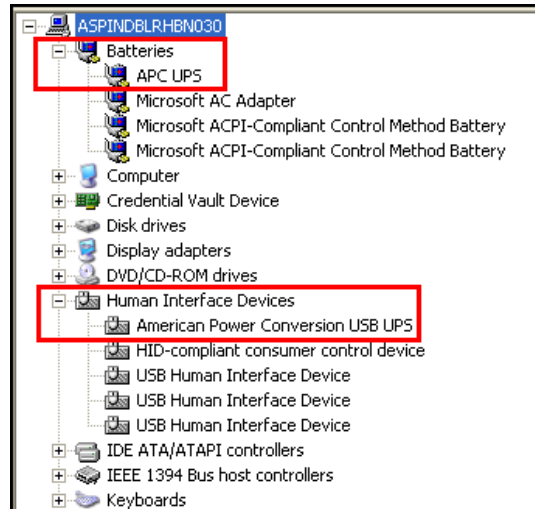 ASPINDBLRHBN030
Batteries
APC UPS
Microsoft AC Adapter
Microsoft ACPI-Compliant Control Method Battery
Microsoft ACPI-Compliant Control Method Battery
Computer
Credential Vault Device
Disk drives
Display adapters
DVD/CD-ROM drives
Human Interface Devices
American Power Conversion USB UPS
HID-compliant consumer control device
USB Human Interface Device
USB Human Interface Device
USB Human Interface Device
IDE ATA/ATAPI controllers
IEEE 1394 Bus host controllers
Keyboards